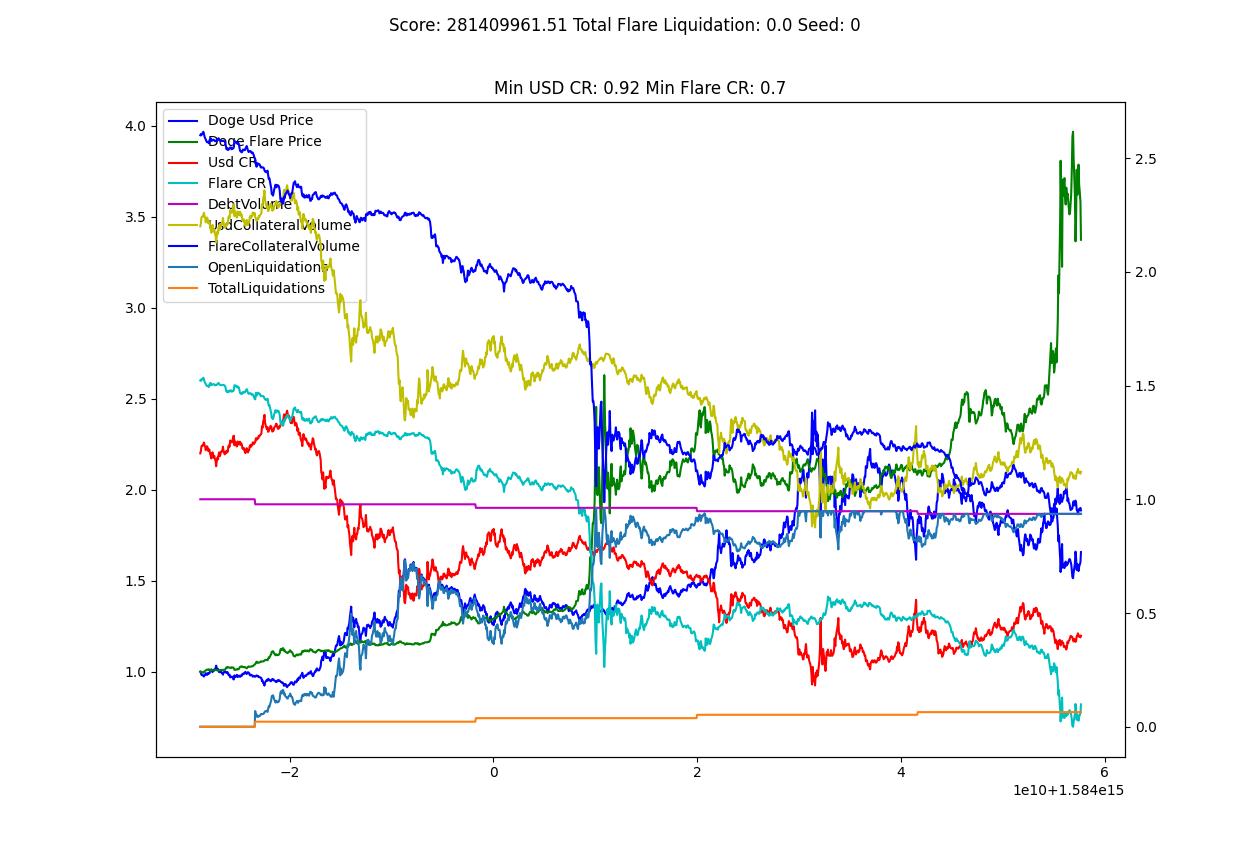 Score: 281409961.51 Total Flare Liquidation: 0.0 Seed: 0
Min USD CR: 0.92 Min Flare CR: 0.7
Doge Usd Price
Doge Flare Price
Usd CR
Flare CR
DebtVolume
UsdCollateralVolume
FlareCollateralVolume
OpenLiquidations
TotalLiquidations
4.0
3.5
3.0
2.5
2.0
1.5
1.0
2.5
2.0
1.5
1.0
0.5
0.0
−2 0 2 4 6
1e10+1.584e15